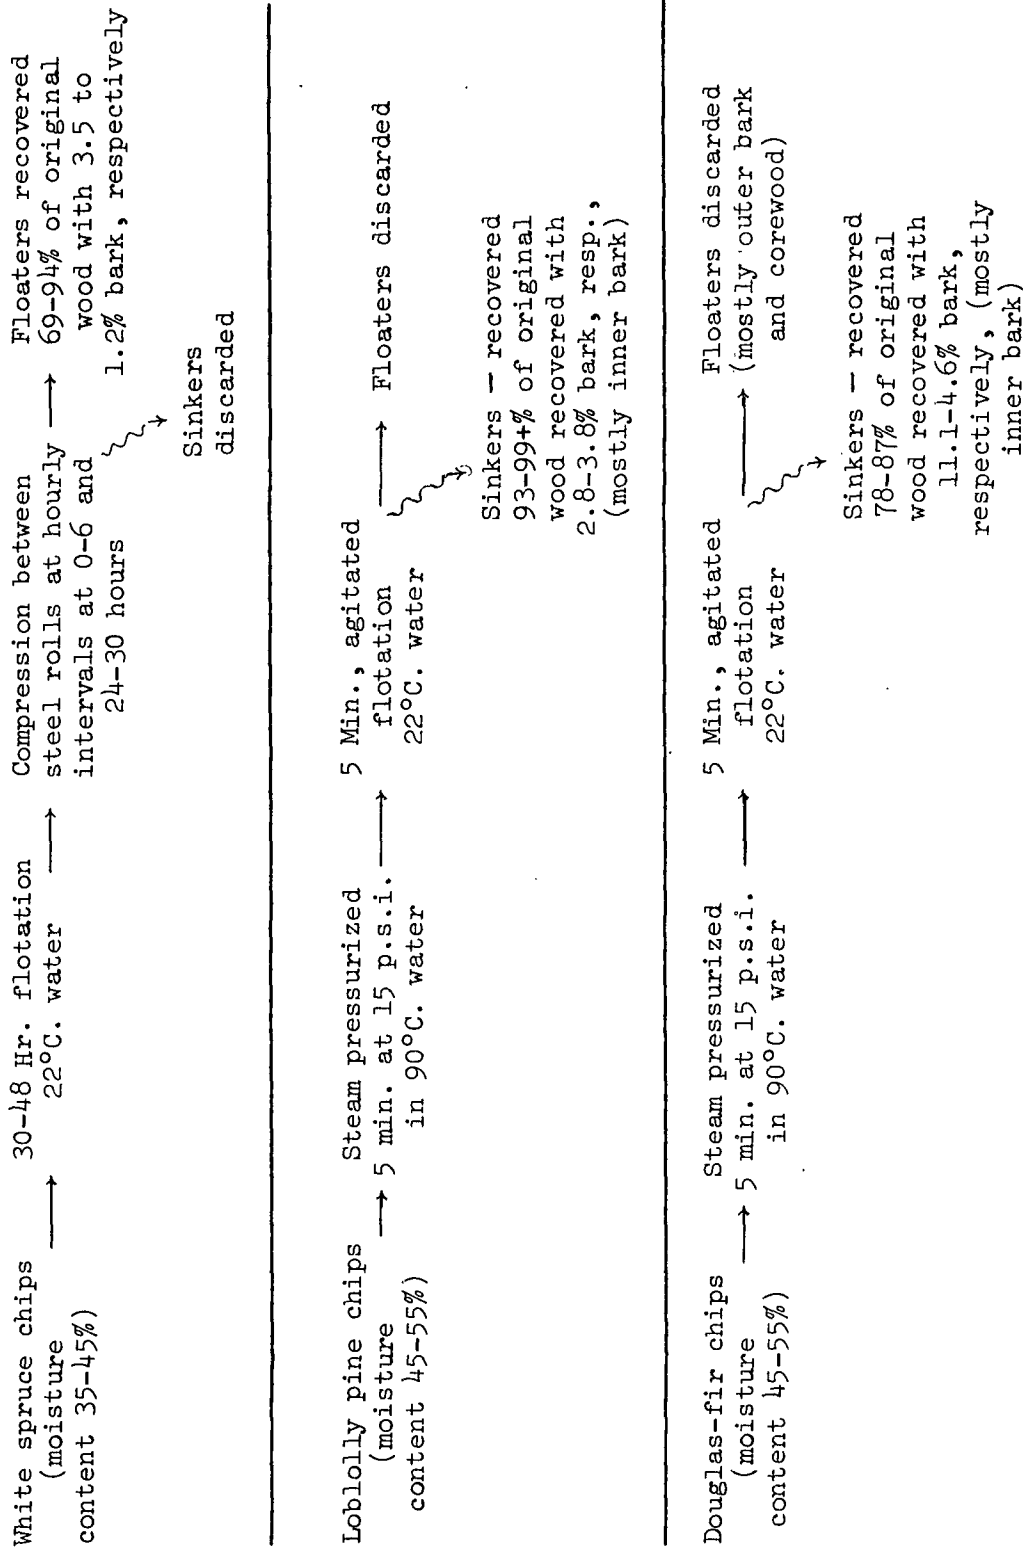 White spruce chips
(moisture
content 35-45%)
30-48 Hr. flotation
22°C. water
Compression between
steel rolls at hourly
intervals at 0-6 and
24-30 hours
Floaters recovered
69-94% of original
wood with 3.5 to
1.2% bark, respectively
Sinkers
discarded
Loblolly pine chips
(moisture
content 45-55%)
Steam pressurized
5 min. at 15 p.s.i.
in 90°C. water
5 Min., agitated
flotation
22°C. water
Floaters discarded
Sinkers — recovered
93-99+% of original
wood recovered with
2.8-3.8% bark, resp.,
(mostly inner bark)
Douglas-fir chips
(moisture
content 45-55%)
Steam pressurized
5 min. at 15 p.s.i.
in 90°C. water
5 Min., agitated
flotation
22°C. water
Floaters discarded
(mostly outer bark
and corewood)
Sinkers — recovered
78-87% of original
wood recovered with
11.1-4.6% bark,
respectively, (mostly
inner bark)